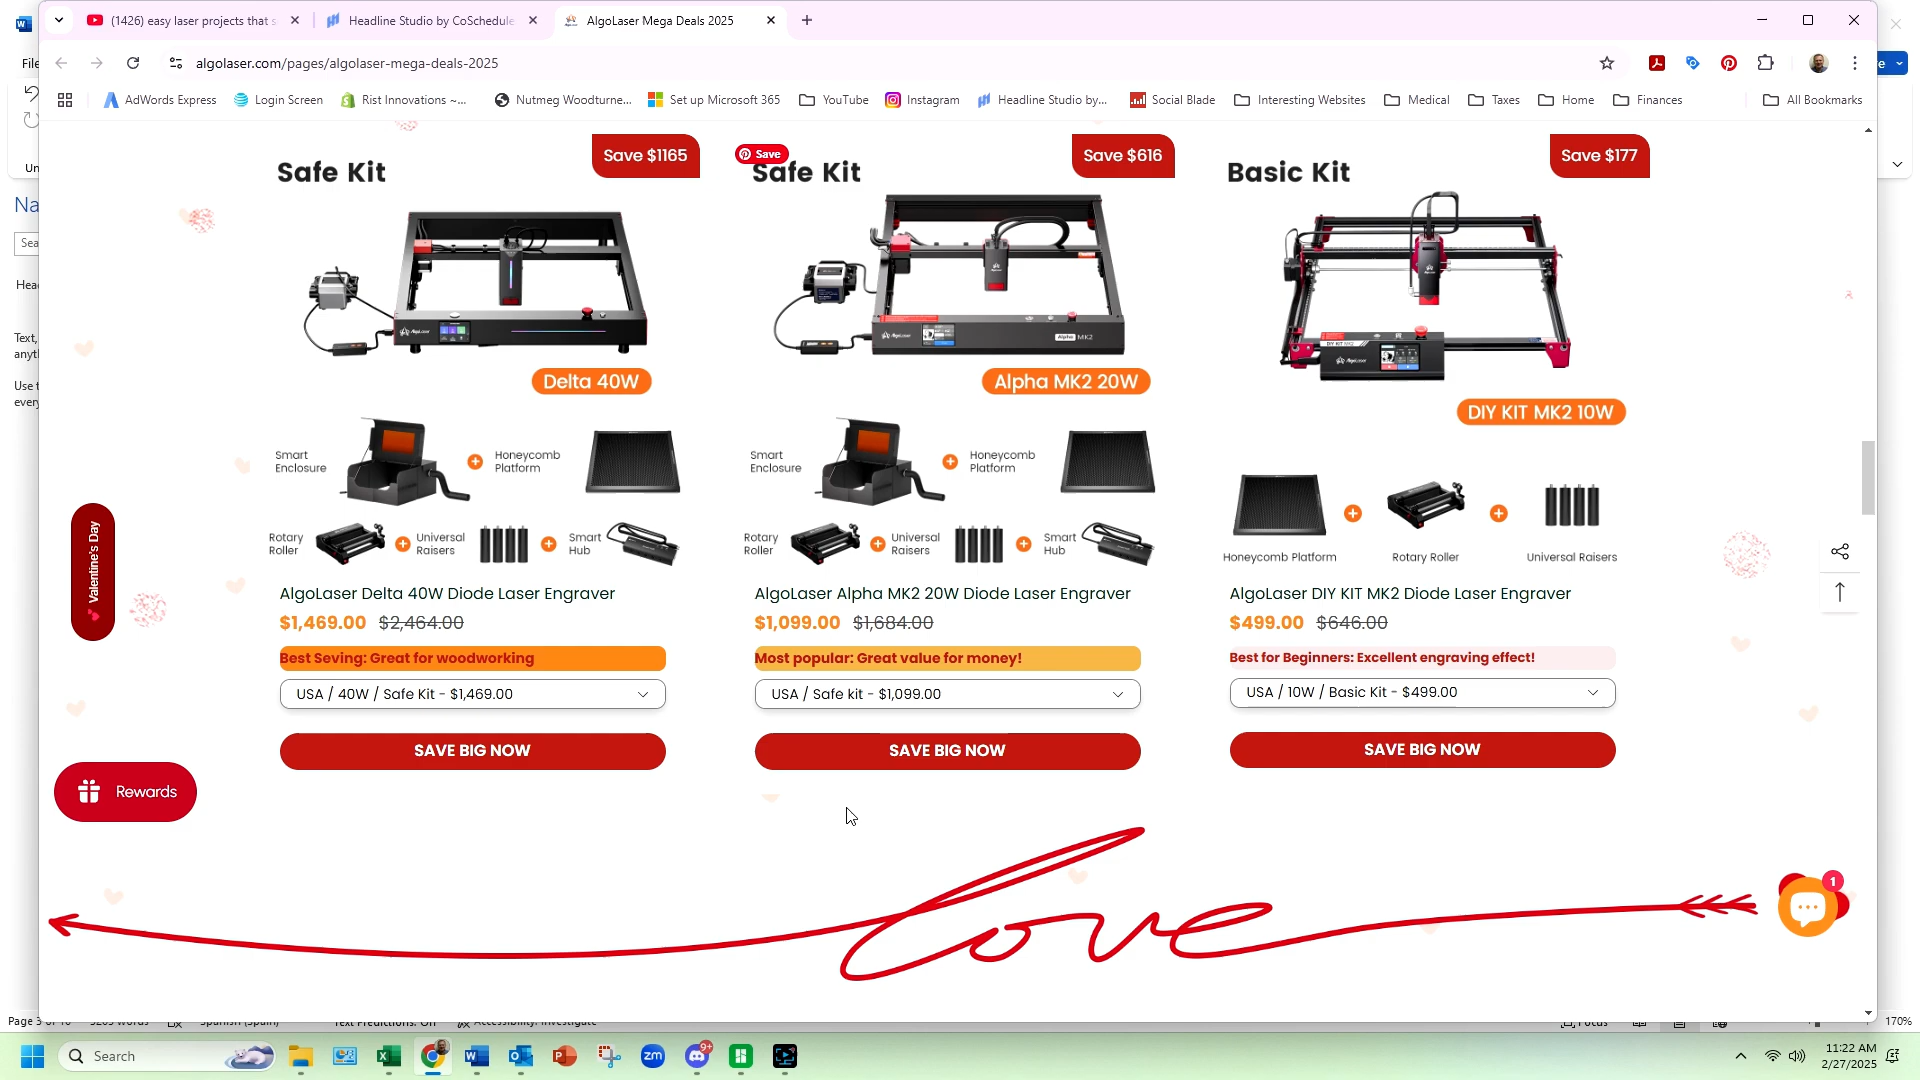 (1426) easy laser projects that s
Headline Studio by CoSchedule
AlgoLaser Mega Deals 2025
File
algolaser.com/pages/algolaser-mega-deals-2025
AdWords Express
Login Screen
Rist Innovations ~...
Nutmeg Woodturne...
Set up Microsoft 365
YouTube
Instagram
Headline Studio by...
Social Blade
Interesting Websites
Medical
Taxes
Home
Finances
All Bookmarks
Safe Kit
Save $1165
Save
Safe Kit
Save $616
Basic Kit
Save $177
Delta 40W
Alpha MK2 20W
DIY KIT MK2 10W
Smart
Enclosure
Honeycomb
Platform
Rotary
Roller
Universal
Raisers
Smart
Hub
Smart
Enclosure
Honeycomb
Platform
Rotary
Roller
Universal
Raisers
Smart
Hub
Honeycomb Platform
Rotary Roller
Universal Raisers
AlgoLaser Delta 40W Diode Laser Engraver
$1,469.00 $2,464.00
Best Seving: Great for woodworking
USA / 40W / Safe Kit - $1,469.00
SAVE BIG NOW
AlgoLaser Alpha MK2 20W Diode Laser Engraver
$1,099.00 $1,684.00
Most popular: Great value for money!
USA / Safe kit - $1,099.00
SAVE BIG NOW
AlgoLaser DIY KIT MK2 Diode Laser Engraver
$499.00 $646.00
Best for Beginners: Excellent engraving effect!
USA / 10W / Basic Kit - $499.00
SAVE BIG NOW
Valentine's Day
Rewards
love
1
170%
Search
9+
zm
11:22 AM
2/27/2025